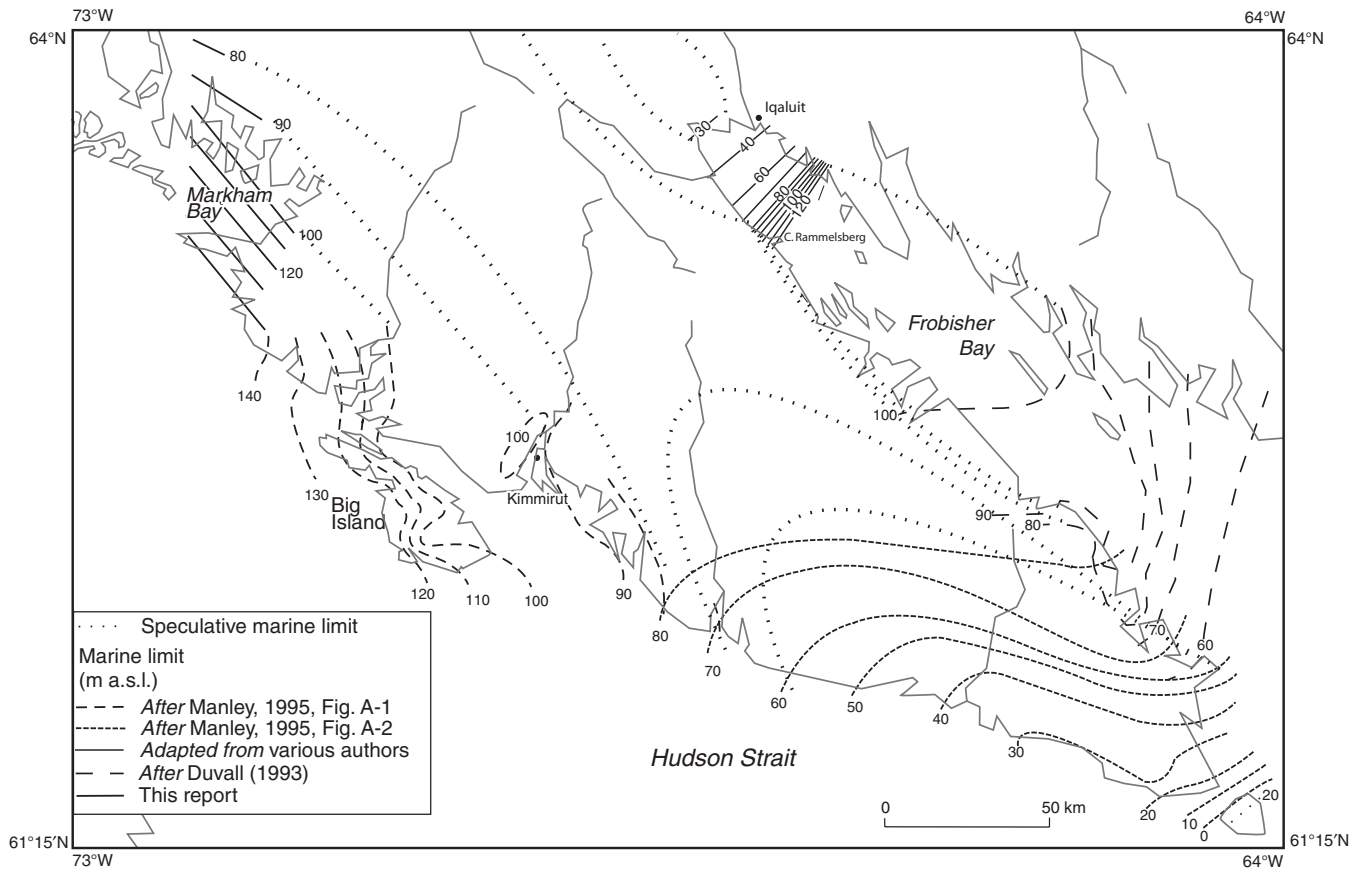 73°W
64°W
64°N
64°N
80
Iqaluit
90
30
40
60
80
100
120
Markham
Bay
100
C. Rammelsberg
120
Frobisher
Bay
140
100
100
Kimmirut
130
Big
Island
90
80
120
110
100
90
80
70
60
70
60
50
40
30
20
10
0
20
Hudson Strait
0
50 km
Speculative marine limit
Marine limit
(m a.s.l.)
After Manley, 1995, Fig. A-1
After Manley, 1995, Fig. A-2
Adapted from various authors
After Duvall (1993)
This report
61°15'N
61°15'N
73°W
64°W